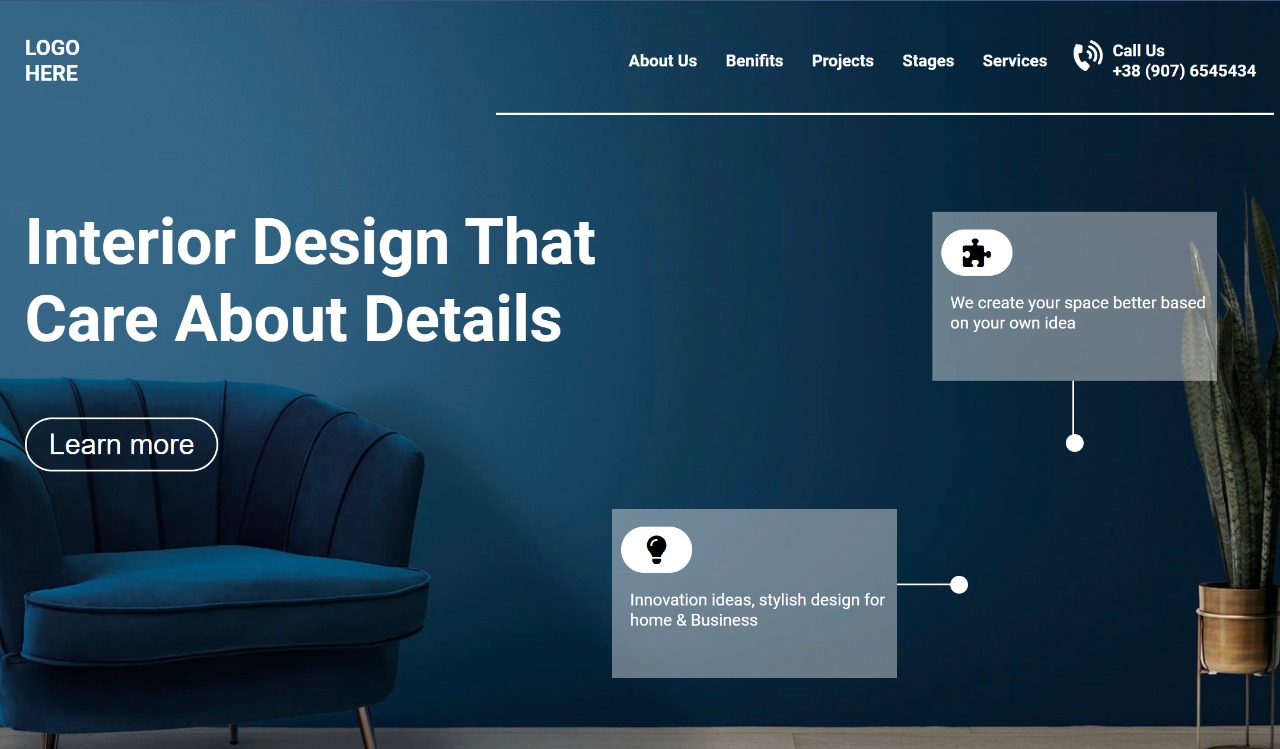 LOGO
HERE
About Us
Benifits
Projects
Stages
Services
Call Us
+38 (907) 6545434
Interior Design That
Care About Details
Learn more
We create your space better based
on your own idea
Innovation ideas, stylish design for
home & Business